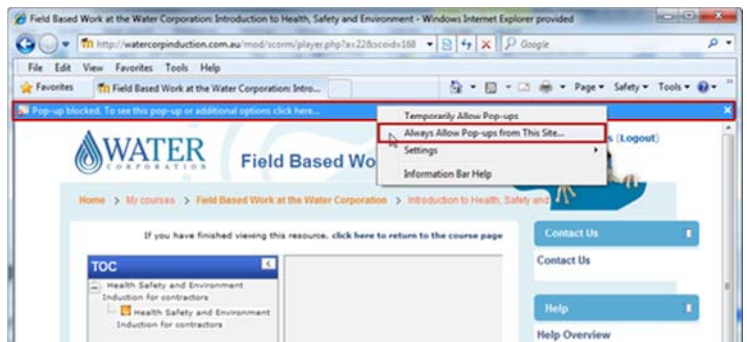 Field Based Work at the Water Corporation: Introduction to Health, Safety and Environment - Windows Internet Explorer provided
http://watercorpinduction.com.au/mod/scorm/player.php?a=22&scoid=168
Google
File Edit View Favorites Tools Help
Favorites
Field Based Work at the Water Corporation: Intro...
Page Safety Tools
Pop-up blocked. To see this pop-up or additional options click here...
Temporarily Allow Pop-ups
Always Allow Pop-ups from This Site...
Settings
Information Bar Help
(Logout)
WATER
CORPORATION
Field Based Wo
Home > My courses > Field Based Work at the Water Corporation > Introduction to Health, Safety and
If you have finished viewing this resource, click here to return to the course page
TOC
Health Safety and Environment
Induction for contractors
Health Safety and Environment
Induction for contractors
Contact Us
Contact Us
Help
Help Overview